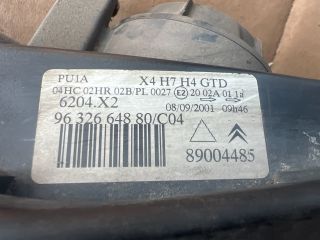 PU1A X4 H7 H4 GTD
04HC 02HR 02B/PL 0027 E2 20 02A 01 1a
6204.X2 08/09/2001 09h46
96 326 648 80/C04
89004485